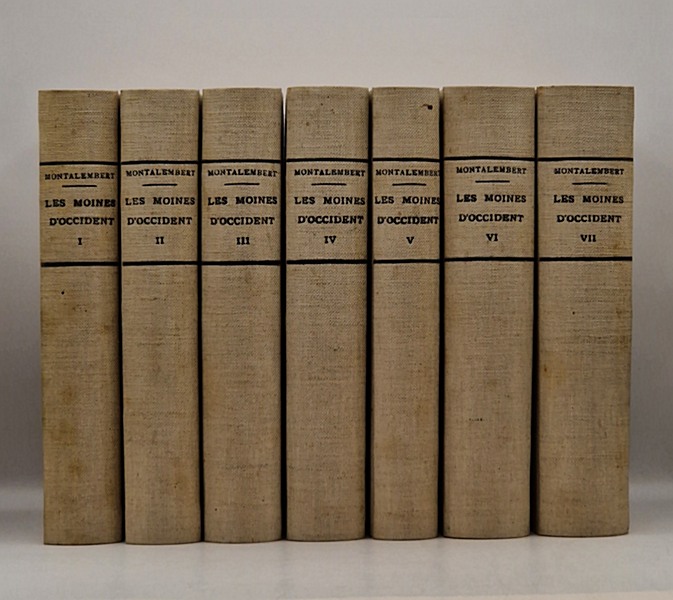 MONTALEMBERT
LES MOINES
D'OCCIDENT
I
MONTALEMBERT
LES MOINES
D'OCCIDENT
II
MONTALEMBERT
LES MOINES
D'OCCIDENT
III
MONTALEMBERT
LES MOINES
D'OCCIDENT
IV
MONTALEMBERT
LES MOINES
D'OCCIDENT
V
MONTALEMBERT
LES MOINES
D'OCCIDENT
VI
MONTALEMBERT
LES MOINES
D'OCCIDENT
VII